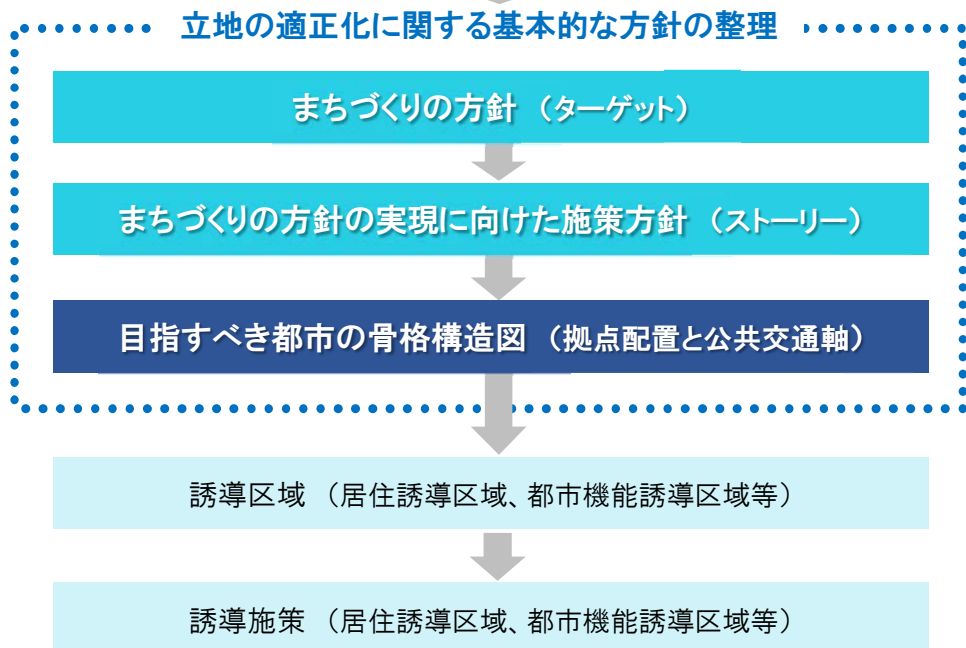 立地の適正化に関する基本的な方針の整理
まちづくりの方針 （ターゲット）
まちづくりの方針の実現に向けた施策方針 （ストーリー）
目指すべき都市の骨格構造図 （拠点配置と公共交通軸）
誘導区域 （居住誘導区域、都市機能誘導区域等）
誘導施策 （居住誘導区域、都市機能誘導区域等）